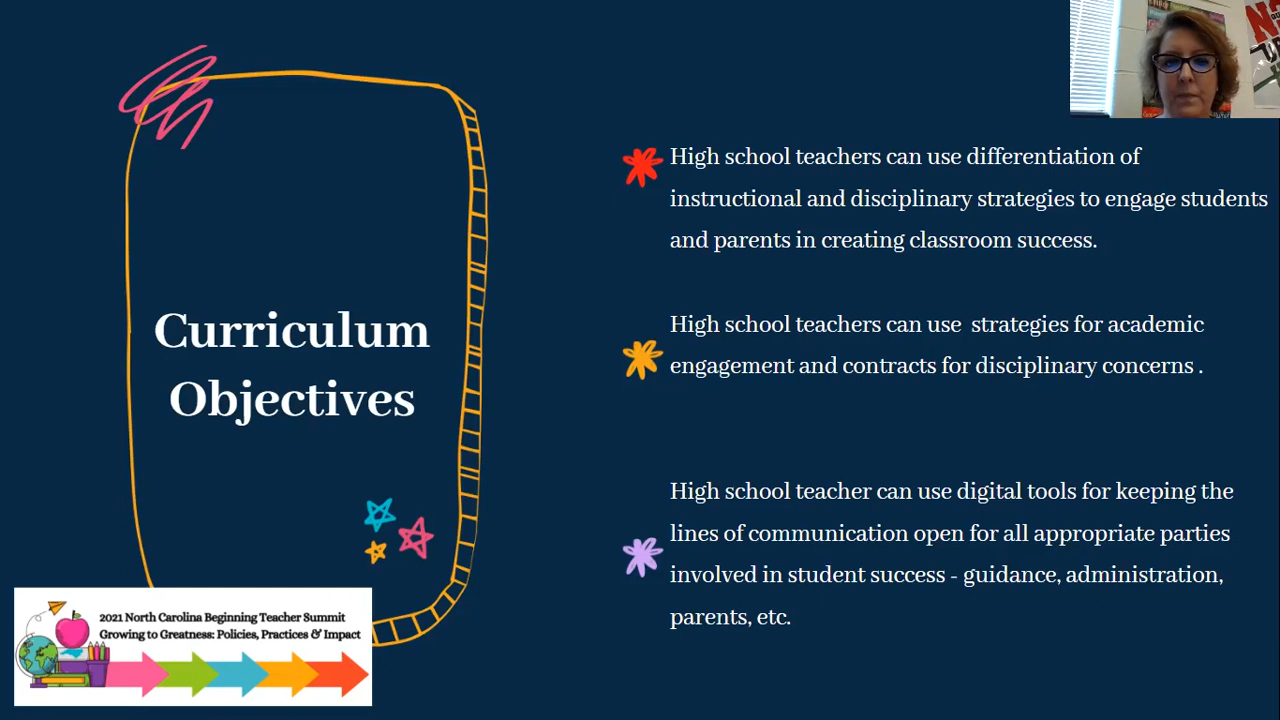 Curriculum
Objectives
High school teachers can use differentiation of
instructional and disciplinary strategies to engage students
and parents in creating classroom success.
High school teachers can use  strategies for academic
engagement and contracts for disciplinary concerns .
High school teacher can use digital tools for keeping the
lines of communication open for all appropriate parties
involved in student success - guidance, administration,
parents, etc.
2021 North Carolina Beginning Teacher Summit
Growing to Greatness: Policies, Practices & Impact